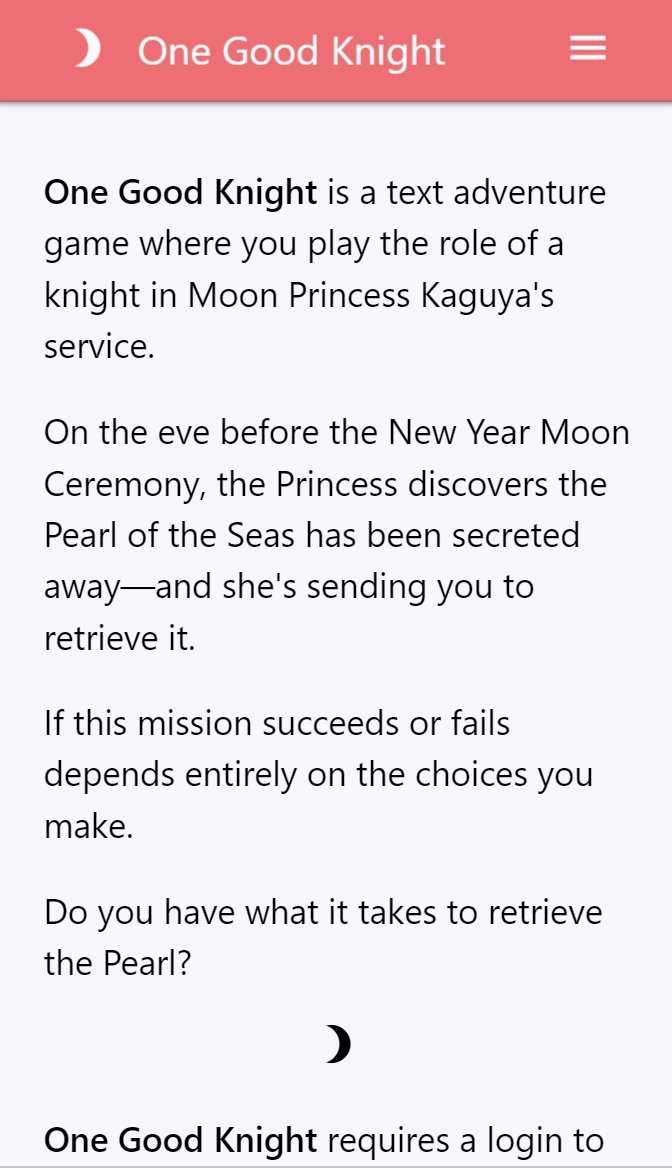 One Good Knight
One Good Knight is a text adventure
game where you play the role of a
knight in Moon Princess Kaguya's
service.
On the eve before the New Year Moon
Ceremony, the Princess discovers the
Pearl of the Seas has been secreted
away—and she's sending you to
retrieve it.
If this mission succeeds or fails
depends entirely on the choices you
make.
Do you have what it takes to retrieve
the Pearl?
One Good Knight requires a login to